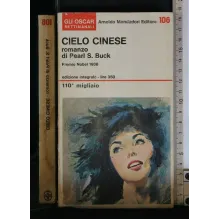 GLI OSCAR
SETTIMANALI
Arnoldo Mondadori Editore
106
CIELO CINESE
romanzo
di Pearl S. Buck
Premio Nobel 1938
edizione integrale - lire 350
110° migliaio